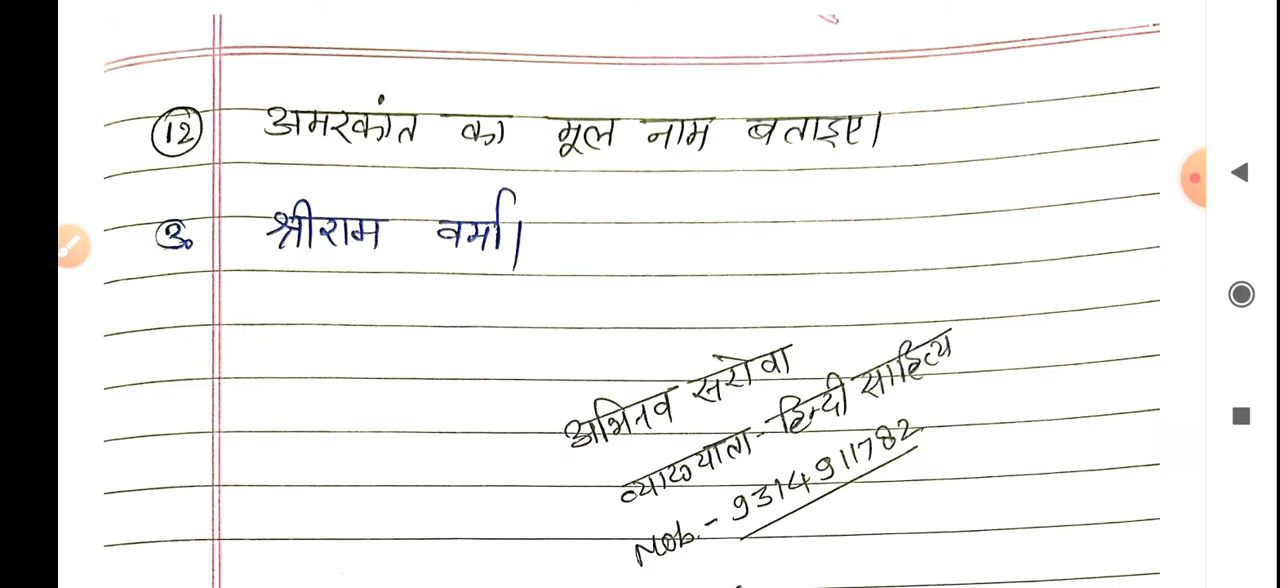 12 अमरकांत का मूल नाम बताइए।
उ. श्रीराम वर्मा।
अभिनव सरोवा
व्याख्याता - हिन्दी साहित्य
Mob. - 9314911782